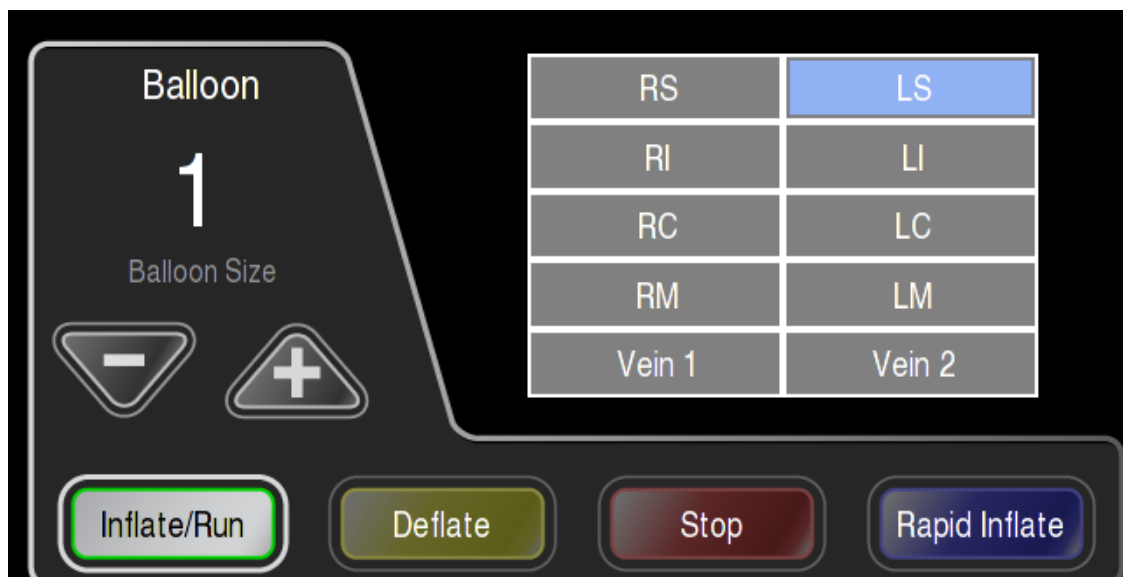 Balloon
1
Balloon Size
- +
RS LS
RI LI
RC LC
RM LM
Vein 1 Vein 2
Inflate/Run Deflate Stop Rapid Inflate